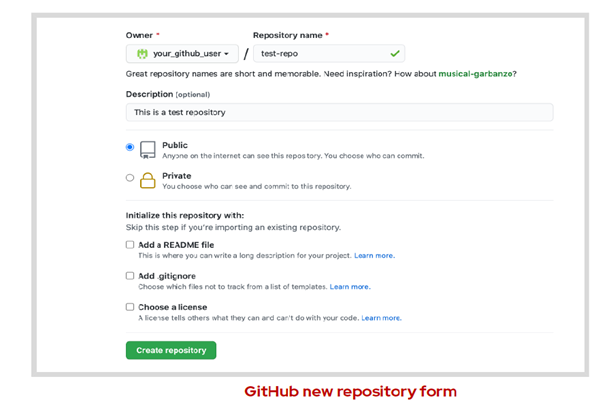 Owner * Repository name *
your_github_user / test-repo
Great repository names are short and memorable. Need inspiration? How about musical-garbanzo?
Description (optional)
This is a test repository
Public
Anyone on the internet can see this repository. You choose who can commit.
Private
You choose who can see and commit to this repository.
Initialize this repository with:
Skip this step if you're importing an existing repository.
Add a README file
This is where you can write a long description for your project. Learn more.
Add .gitignore
Choose which files not to track from a list of templates. Learn more.
Choose a license
A license tells others what they can and can't do with your code. Learn more.
Create repository
GitHub new repository form